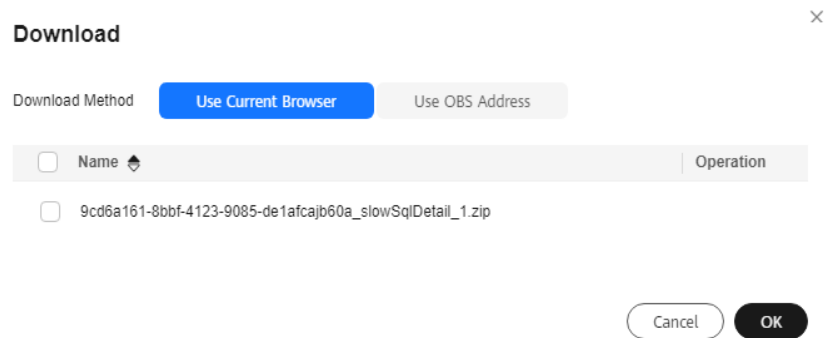 Download
Download Method Use Current Browser Use OBS Address
Name Operation
9cd6a161-8bbf-4123-9085-de1afcajb60a_slowSqlDetail_1.zip
Cancel OK